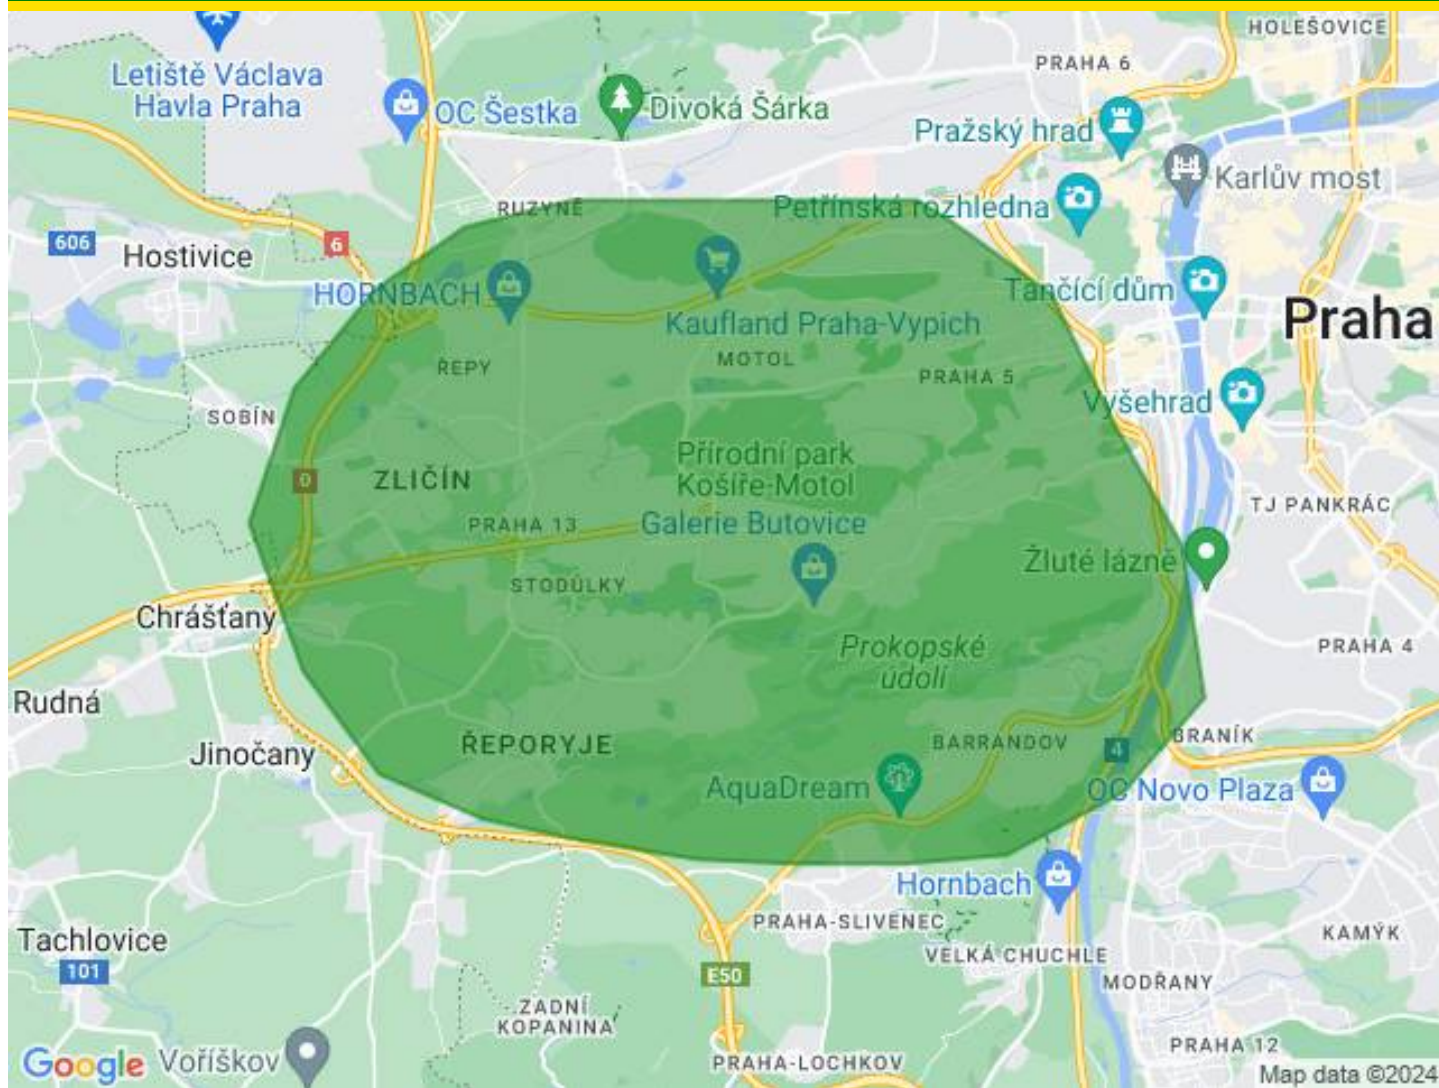 HOLEŠOVICE
PRAHA 6
Letiště Václava
Havla Praha
OC Šestka
Divoká Šárka
Pražský hrad
Karlův most
RUZYNĚ
Petřínská rozhledna
606
6
Hostivice
HORNBACH
Tančící dům
Kaufland Praha-Vypich
Praha
ŘEPY
MOTOL
PRAHA 5
SOBÍN
Vyšehrad
Přírodní park
Košíře-Motol
0
ZLIČÍN
TJ PANKRÁC
PRAHA 13
Galerie Butovice
STODŮLKY
Žluté lázně
Chrášťany
Prokopské
údolí
PRAHA 4
Rudná
Jinočany
ŘEPORYJE
BARRANDOV
4
BRANÍK
AquaDream
OC Novo Plaza
Hornbach
PRAHA-SLIVENEC
KAMÝK
Tachlovice
101
VELKÁ CHUCHLE
E50
MODŘANY
ZADNÍ
KOPANINA
PRAHA 12
Google
Voříškov
PRAHA-LOCHKOV
Map data ©2024